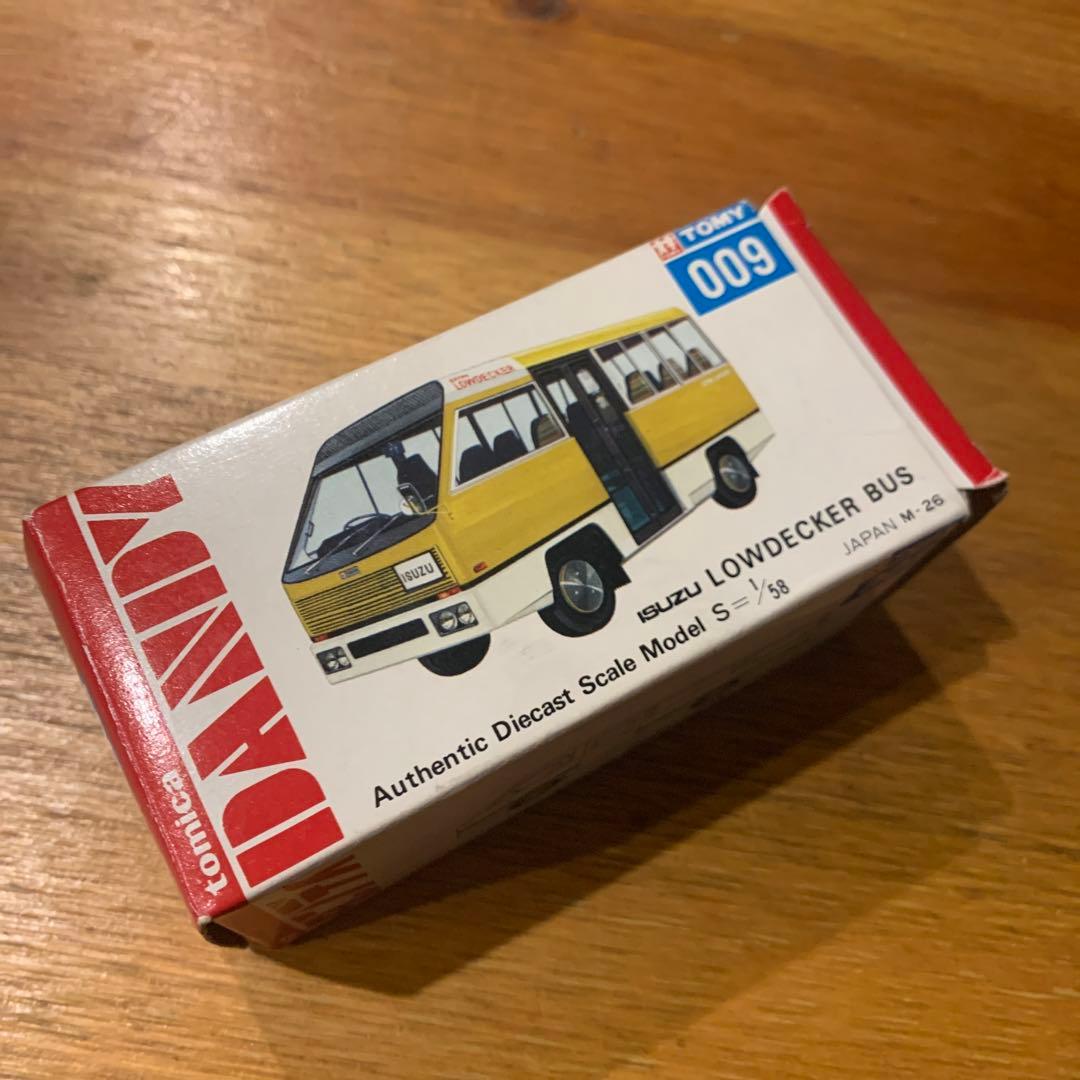 TOMY
009
LOWDECKER
ISUZU
ISUZU LOWDECKER BUS
JAPAN M-26
Authentic Diecast Scale Model S=1/58
DANDY
tomica